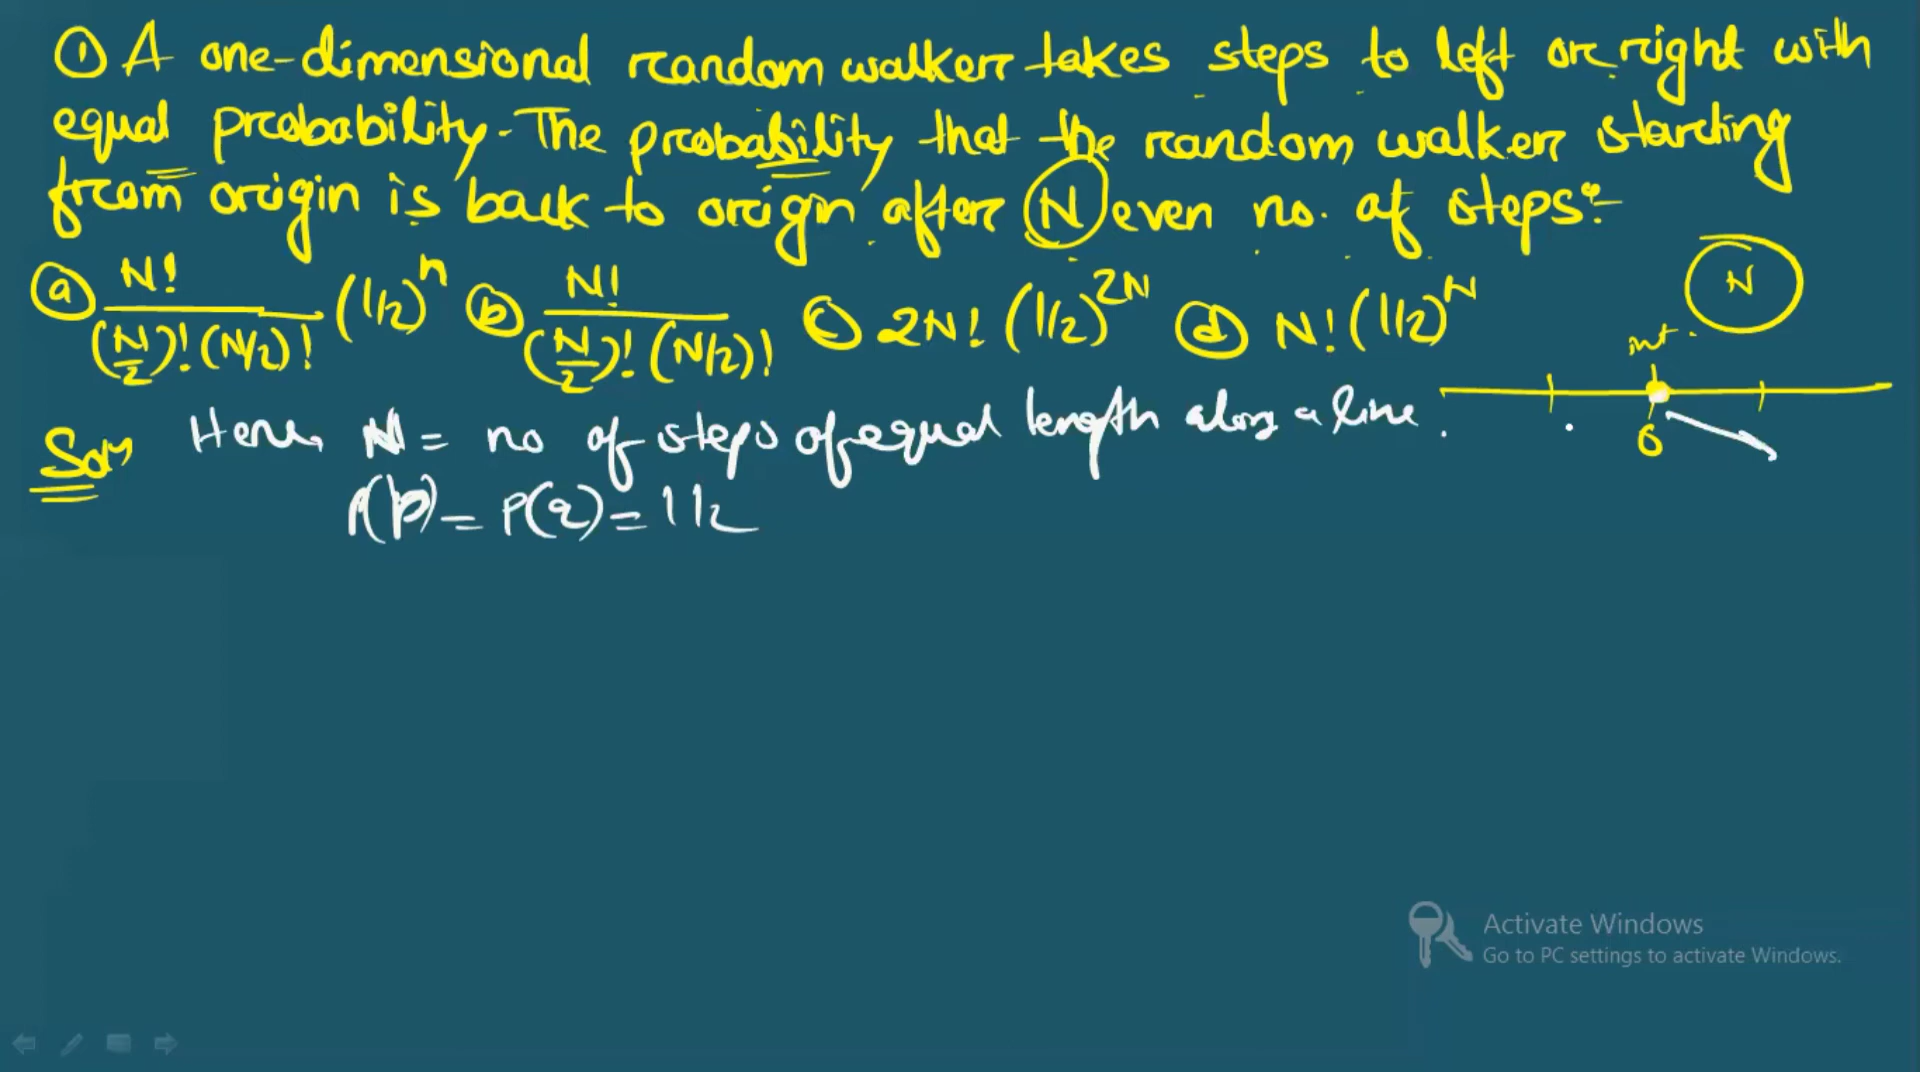 ① A one-dimensional random walker takes steps to left or right with
equal probability. The probability that the random walker starting
from origin is back to origin after N even no. of steps:-
ⓐ N!/(N/2)!(N/2)! (1/2)^n ⓑ N!/(N/2)!(N/2)! ⓒ 2N! (1/2)^2N ⓓ N! (1/2)^N
N
int.
0
Soln Here, N = no of steps of equal length along a line.
P(p) = P(q) = 1/2
Activate Windows
Go to PC settings to activate Windows.